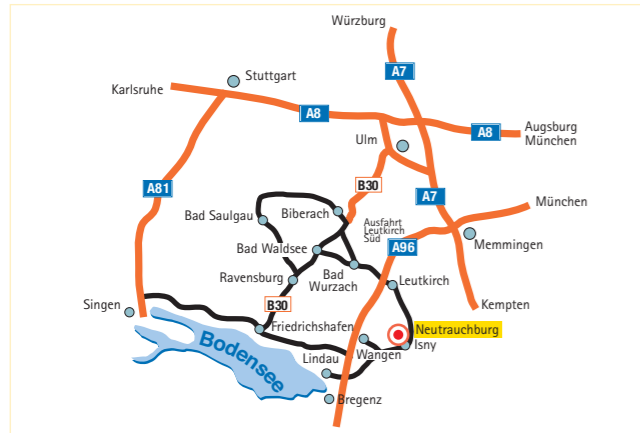 Würzburg
A7
Stuttgart
Karlsruhe
A8
Ulm
A8
Augsburg
München
A81
B30
A7
München
Bad Saulgau
Biberach
Ausfahrt
Leutkirch
Süd
A96
Memmingen
Bad Waldsee
Ravensburg
Bad
Wurzach
Leutkirch
Singen
B30
Kempten
Friedrichshafen
Neutrauchburg
Bodensee
Wangen
Isny
Lindau
Bregenz